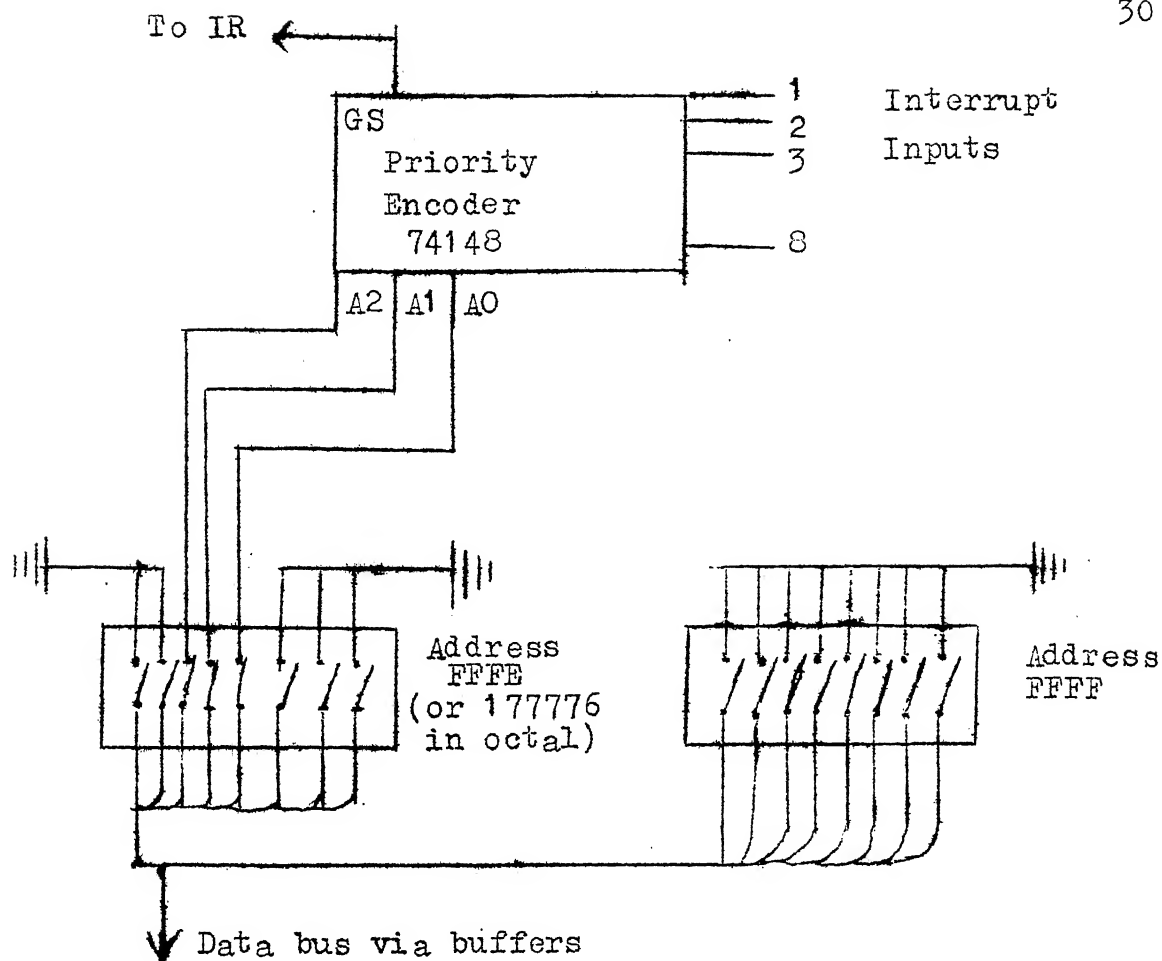 30
To IR
GS
Priority
Encoder
74148
A2 A1 A0
1
2
3
8
Interrupt
Inputs
Address
FFFE
(or 177776
in octal)
Address
FFFF
Data bus via buffers